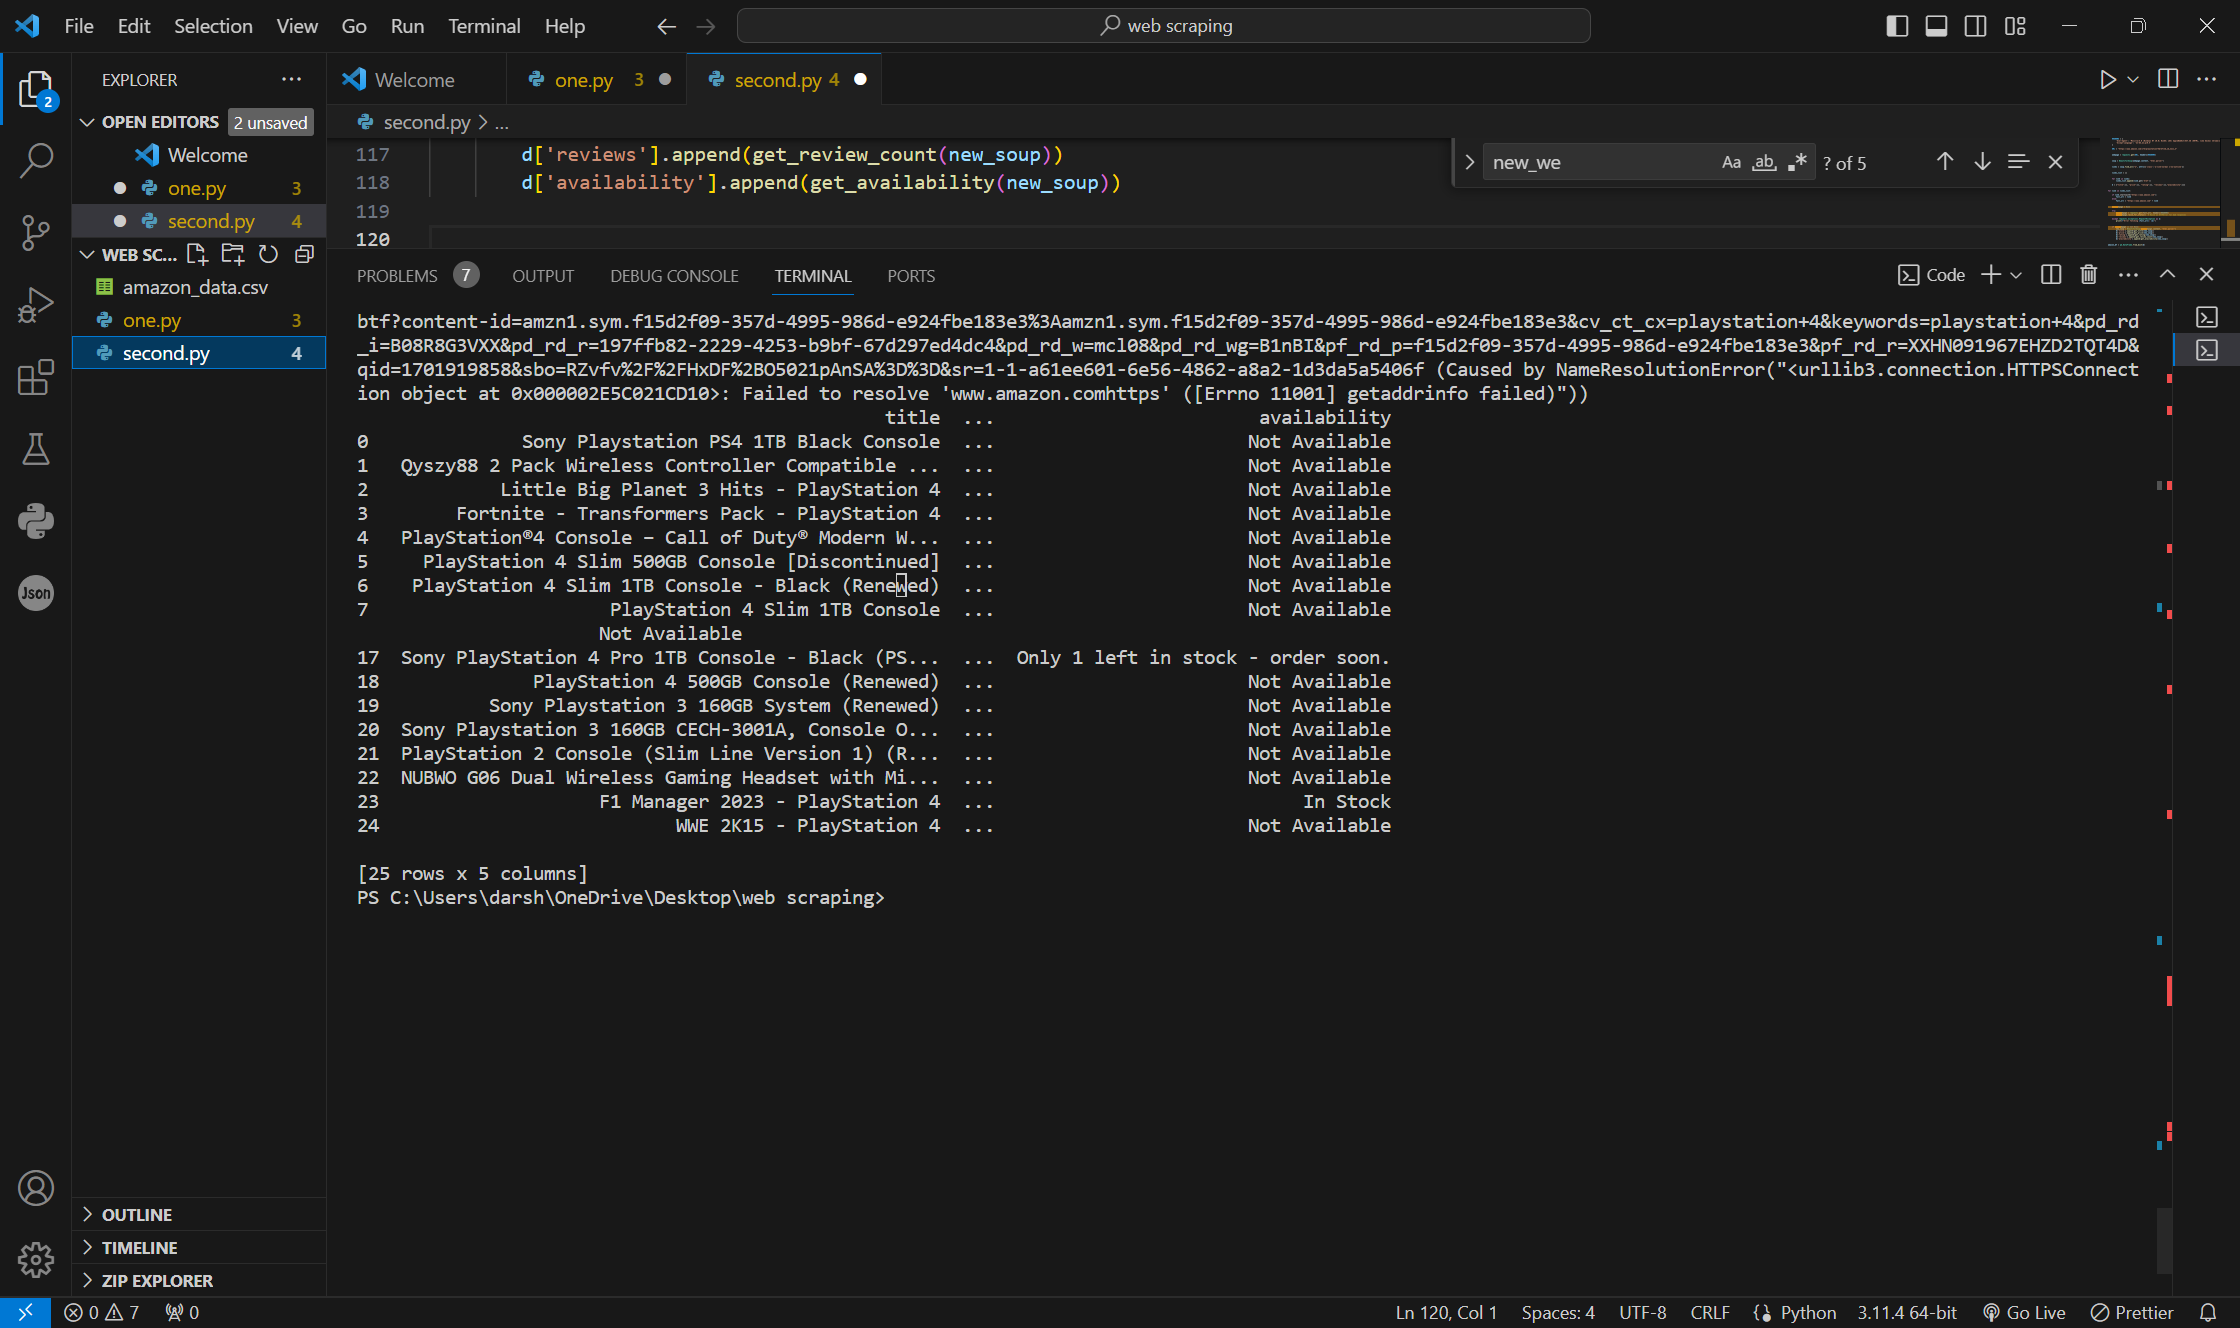 File Edit Selection View Go Run Terminal Help
web scraping
EXPLORER
Welcome
one.py 3
second.py 4
OPEN EDITORS 2 unsaved
Welcome
one.py 3
second.py 4
WEB SC...
amazon_data.csv
one.py 3
second.py 4
OUTLINE
TIMELINE
ZIP EXPLORER
2
Json
second.py > ...
117 d['reviews'].append(get_review_count(new_soup))
118 d['availability'].append(get_availability(new_soup))
119
120
new_we Aa ab, .* ? of 5
PROBLEMS 7 OUTPUT DEBUG CONSOLE TERMINAL PORTS
Code
btf?content-id=amzn1.sym.f15d2f09-357d-4995-986d-e924fbe183e3%3Aamzn1.sym.f15d2f09-357d-4995-986d-e924fbe183e3&cv_ct_cx=playstation+4&keywords=playstation+4&pd_rd
_i=B08R8G3VXX&pd_rd_r=197ffb82-2229-4253-b9bf-67d297ed4dc4&pd_rd_w=mcl08&pd_rd_wg=B1nBI&pf_rd_p=f15d2f09-357d-4995-986d-e924fbe183e3&pf_rd_r=XXHN091967EHZD2TQT4D&
qid=1701919858&sbo=RZvfv%2F%2FHxDF%2BO5021pAnSA%3D%3D&sr=1-1-a61ee601-6e56-4862-a8a2-1d3da5a5406f (Caused by NameResolutionError("<urllib3.connection.HTTPSConnect
ion object at 0x000002E5C021CD10>: Failed to resolve 'www.amazon.comhttps' ([Errno 11001] getaddrinfo failed)"))
title ... availability
0 Sony Playstation PS4 1TB Black Console ... Not Available
1 Qyszy88 2 Pack Wireless Controller Compatible ... ... Not Available
2 Little Big Planet 3 Hits - PlayStation 4 ... Not Available
3 Fortnite - Transformers Pack - PlayStation 4 ... Not Available
4 PlayStation®4 Console – Call of Duty® Modern W... ... Not Available
5 PlayStation 4 Slim 500GB Console [Discontinued] ... Not Available
6 PlayStation 4 Slim 1TB Console - Black (Renewed) ... Not Available
7 PlayStation 4 Slim 1TB Console ... Not Available
Not Available
17 Sony PlayStation 4 Pro 1TB Console - Black (PS... ... Only 1 left in stock - order soon.
18 PlayStation 4 500GB Console (Renewed) ... Not Available
19 Sony Playstation 3 160GB System (Renewed) ... Not Available
20 Sony Playstation 3 160GB CECH-3001A, Console O... ... Not Available
21 PlayStation 2 Console (Slim Line Version 1) (R... ... Not Available
22 NUBWO G06 Dual Wireless Gaming Headset with Mi... ... Not Available
23 F1 Manager 2023 - PlayStation 4 ... In Stock
24 WWE 2K15 - PlayStation 4 ... Not Available
[25 rows x 5 columns]
PS C:\Users\darsh\OneDrive\Desktop\web scraping>
0 7 0
Ln 120, Col 1 Spaces: 4 UTF-8 CRLF Python 3.11.4 64-bit Go Live Prettier